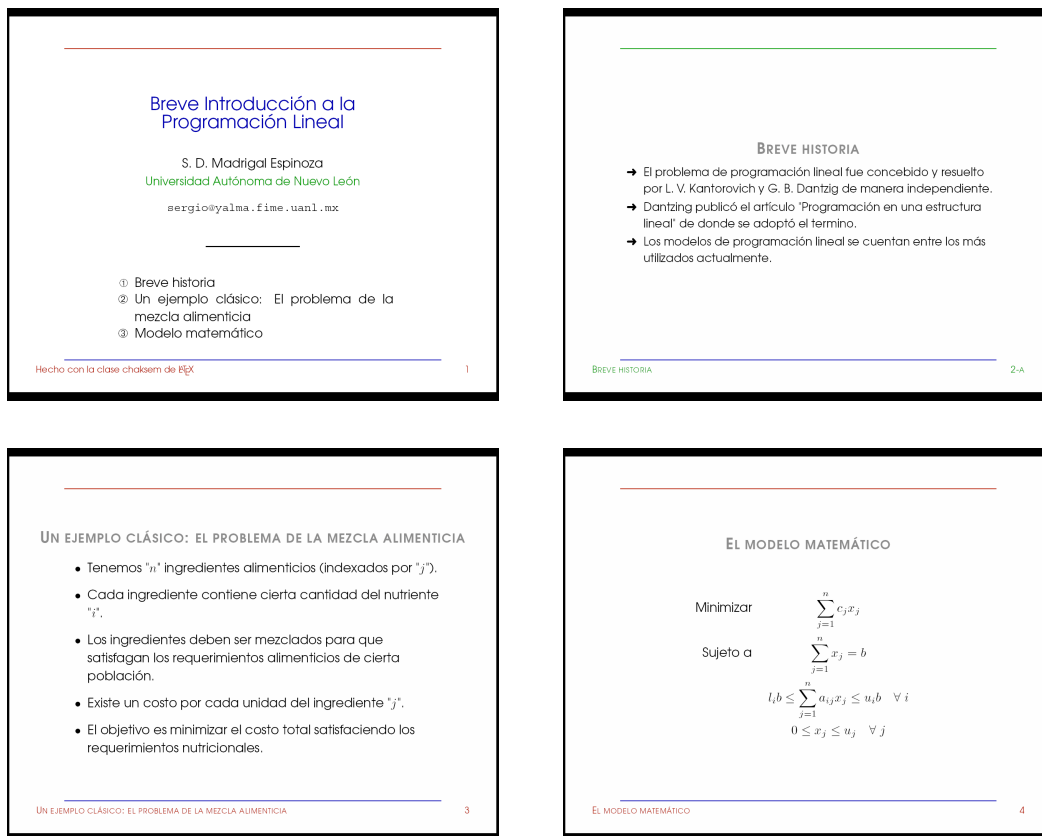 Breve Introducción a la
Programación Lineal
S. D. Madrigal Espinoza
Universidad Autónoma de Nuevo León
sergio@yalma.fime.uanl.mx
① Breve historia
② Un ejemplo clásico: El problema de la
mezcla alimenticia
③ Modelo matemático
Hecho con la clase chaksem de LATEX 1
BREVE HISTORIA
➜ El problema de programación lineal fue concebido y resuelto
por L. V. Kantorovich y G. B. Dantzig de manera independiente.
➜ Dantzing publicó el artículo "Programación en una estructura
lineal" de donde se adoptó el termino.
➜ Los modelos de programación lineal se cuentan entre los más
utilizados actualmente.
BREVE HISTORIA 2-A
UN EJEMPLO CLÁSICO: EL PROBLEMA DE LA MEZCLA ALIMENTICIA
• Tenemos "n" ingredientes alimenticios (indexados por "j").
• Cada ingrediente contiene cierta cantidad del nutriente
"i".
• Los ingredientes deben ser mezclados para que
satisfagan los requerimientos alimenticios de cierta
población.
• Existe un costo por cada unidad del ingrediente "j".
• El objetivo es minimizar el costo total satisfaciendo los
requerimientos nutricionales.
UN EJEMPLO CLÁSICO: EL PROBLEMA DE LA MEZCLA ALIMENTICIA 3
EL MODELO MATEMÁTICO
Minimizar ∑_{j=1}^{n} c_j x_j
Sujeto a ∑_{j=1}^{n} x_j = b
l_i b ≤ ∑_{j=1}^{n} a_{ij} x_j ≤ u_i b ∀ i
0 ≤ x_j ≤ u_j ∀ j
EL MODELO MATEMÁTICO 4